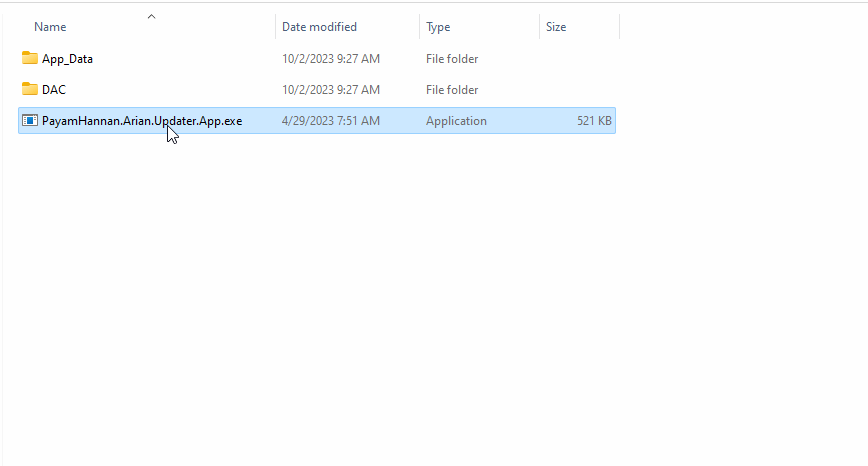 Name Date modified Type Size
App_Data 10/2/2023 9:27 AM File folder
DAC 10/2/2023 9:27 AM File folder
PayamHannan.Arian.Updater.App.exe 4/29/2023 7:51 AM Application 521 KB